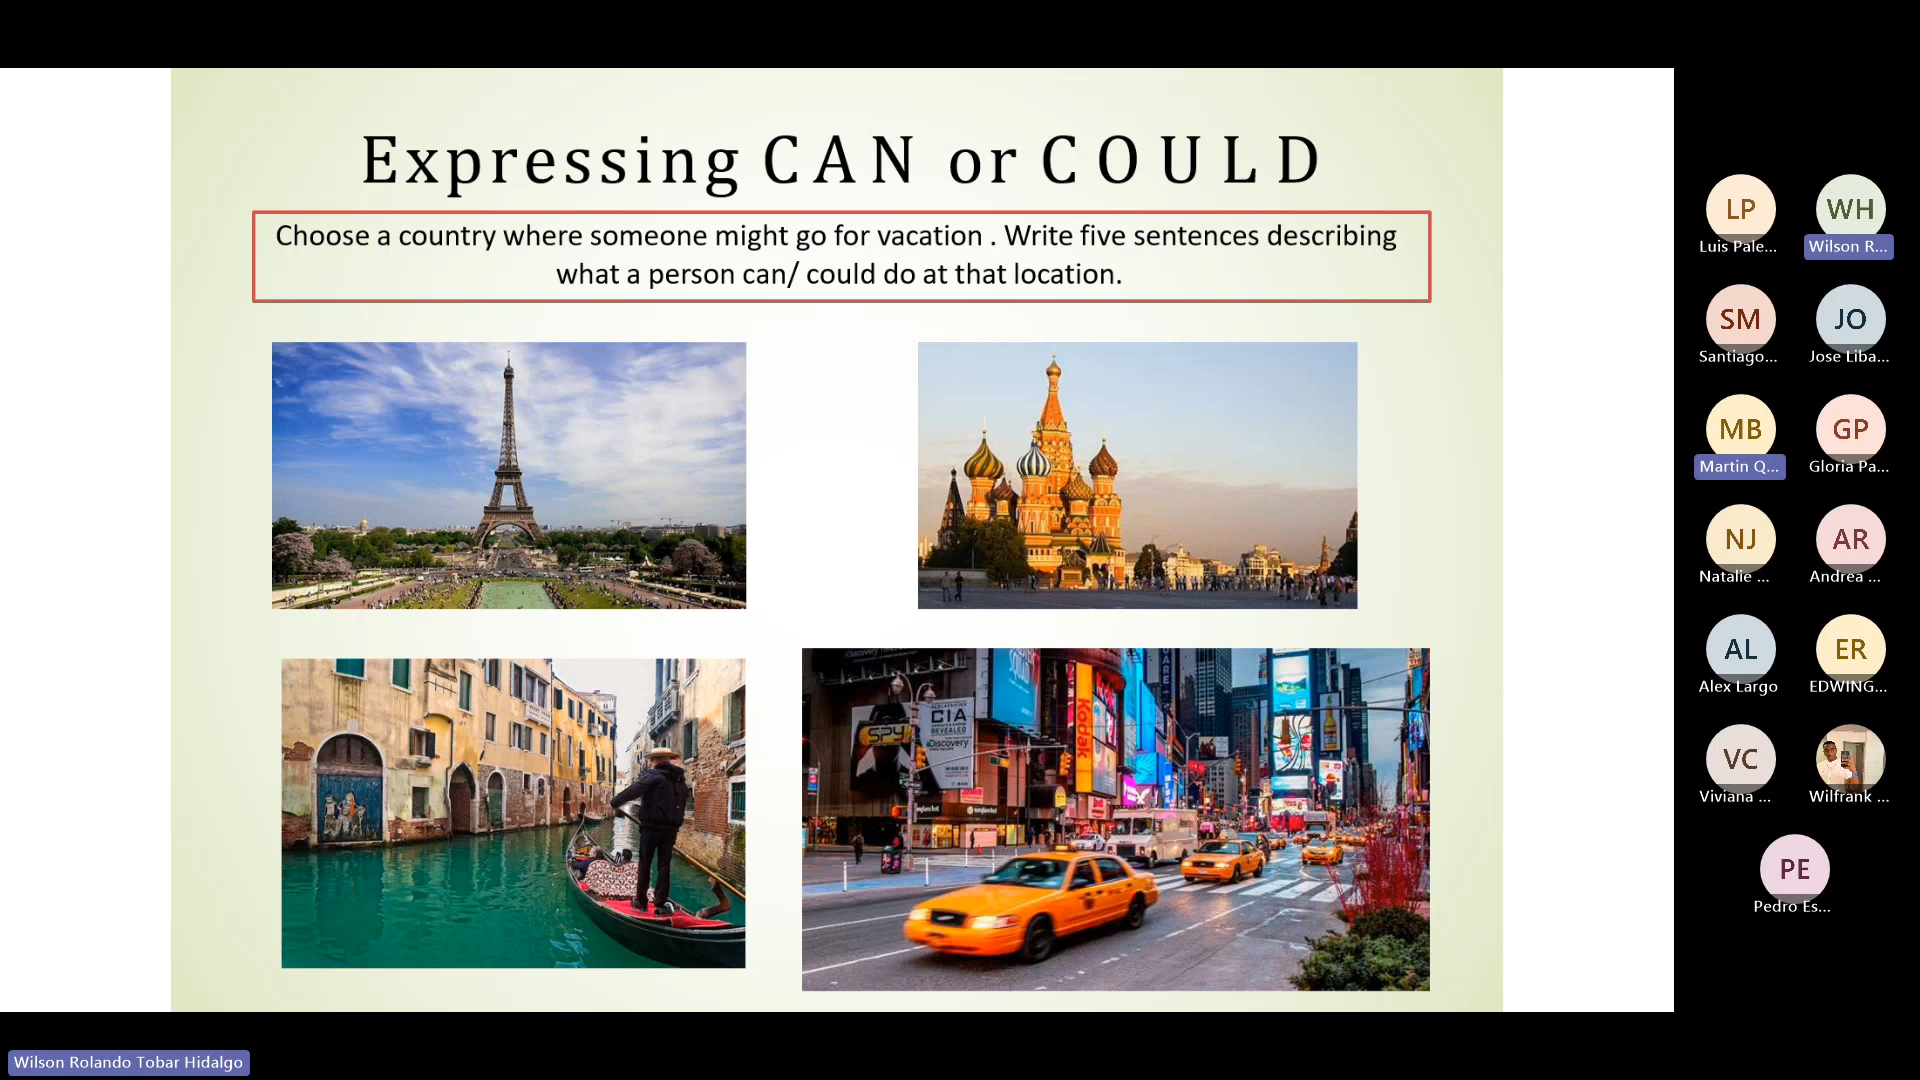 Expressing CAN or COULD
Choose a country where someone might go for vacation . Write five sentences describing
what a person can/ could do at that location.
SPY
CIA
REVEALED
Discovery
Kodak
LP
WH
Luis Pale...
Wilson R...
SM
JO
Santiago...
Jose Liba...
MB
GP
Martin Q...
Gloria Pa...
NJ
AR
Natalie ...
Andrea ...
AL
ER
Alex Largo
EDWING...
VC
Viviana ...
Wilfrank ...
PE
Pedro Es...
Wilson Rolando Tobar Hidalgo